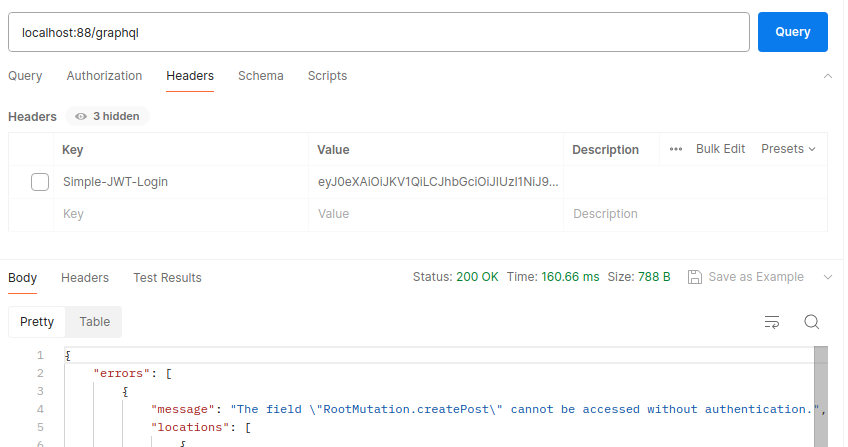 localhost:88/graphql Query
Query Authorization Headers Schema Scripts
Headers 3 hidden
Key Value Description ••• Bulk Edit Presets
Simple-JWT-Login eyJ0eXAiOiJKV1QiLCJhbGciOiJIUzI1NiJ9...
Key Value Description
Body Headers Test Results Status: 200 OK Time: 160.66 ms Size: 788 B Save as Example
Pretty Table
1 {
2 "errors": [
3 {
4 "message": "The field \"RootMutation.createPost\" cannot be accessed without authentication.",
5 "locations": [
6 {